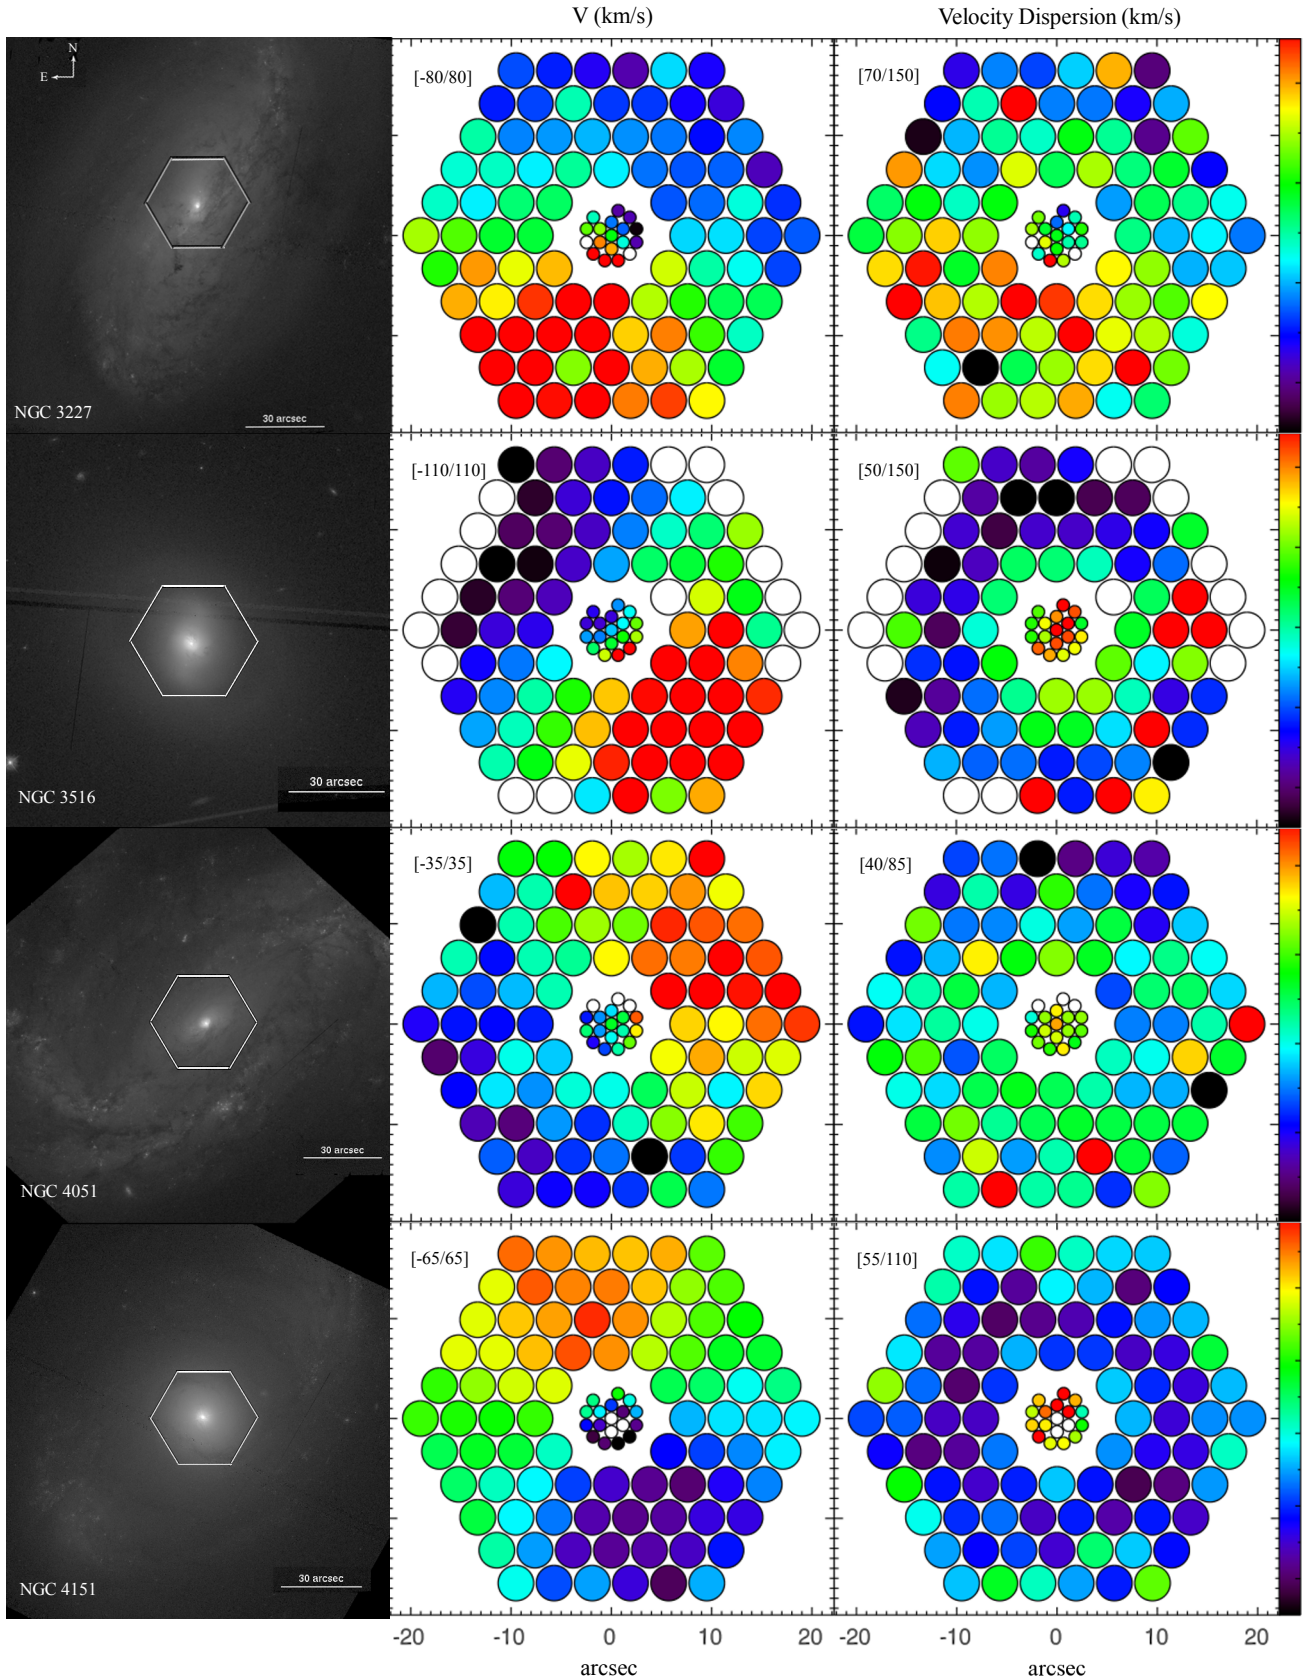 V (km/s)
Velocity Dispersion (km/s)
N
E
[-80/80]
[70/150]
NGC 3227
30 arcsec
[-110/110]
[50/150]
30 arcsec
NGC 3516
[-35/35]
[40/85]
30 arcsec
NGC 4051
[-65/65]
[55/110]
30 arcsec
NGC 4151
-20 -10 0 10 20 -20 -10 0 10 20
arcsec
arcsec